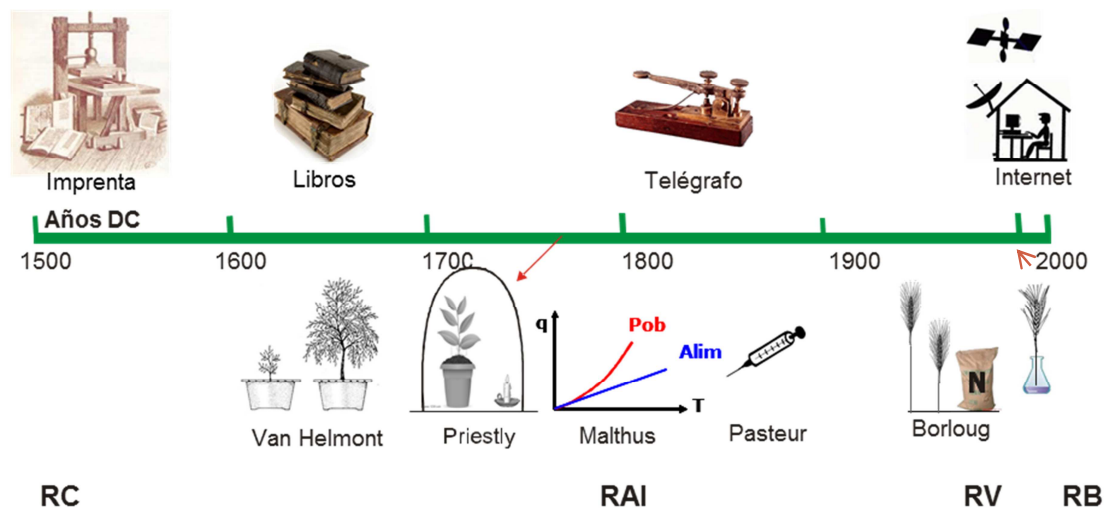 Imprenta
Libros
Telégrafo
Internet
Años DC
1500
1600
1700
1800
1900
2000
q
Pob
Alim
T
N
Van Helmont
Priestly
Malthus
Pasteur
Borloug
RC
RAI
RV
RB